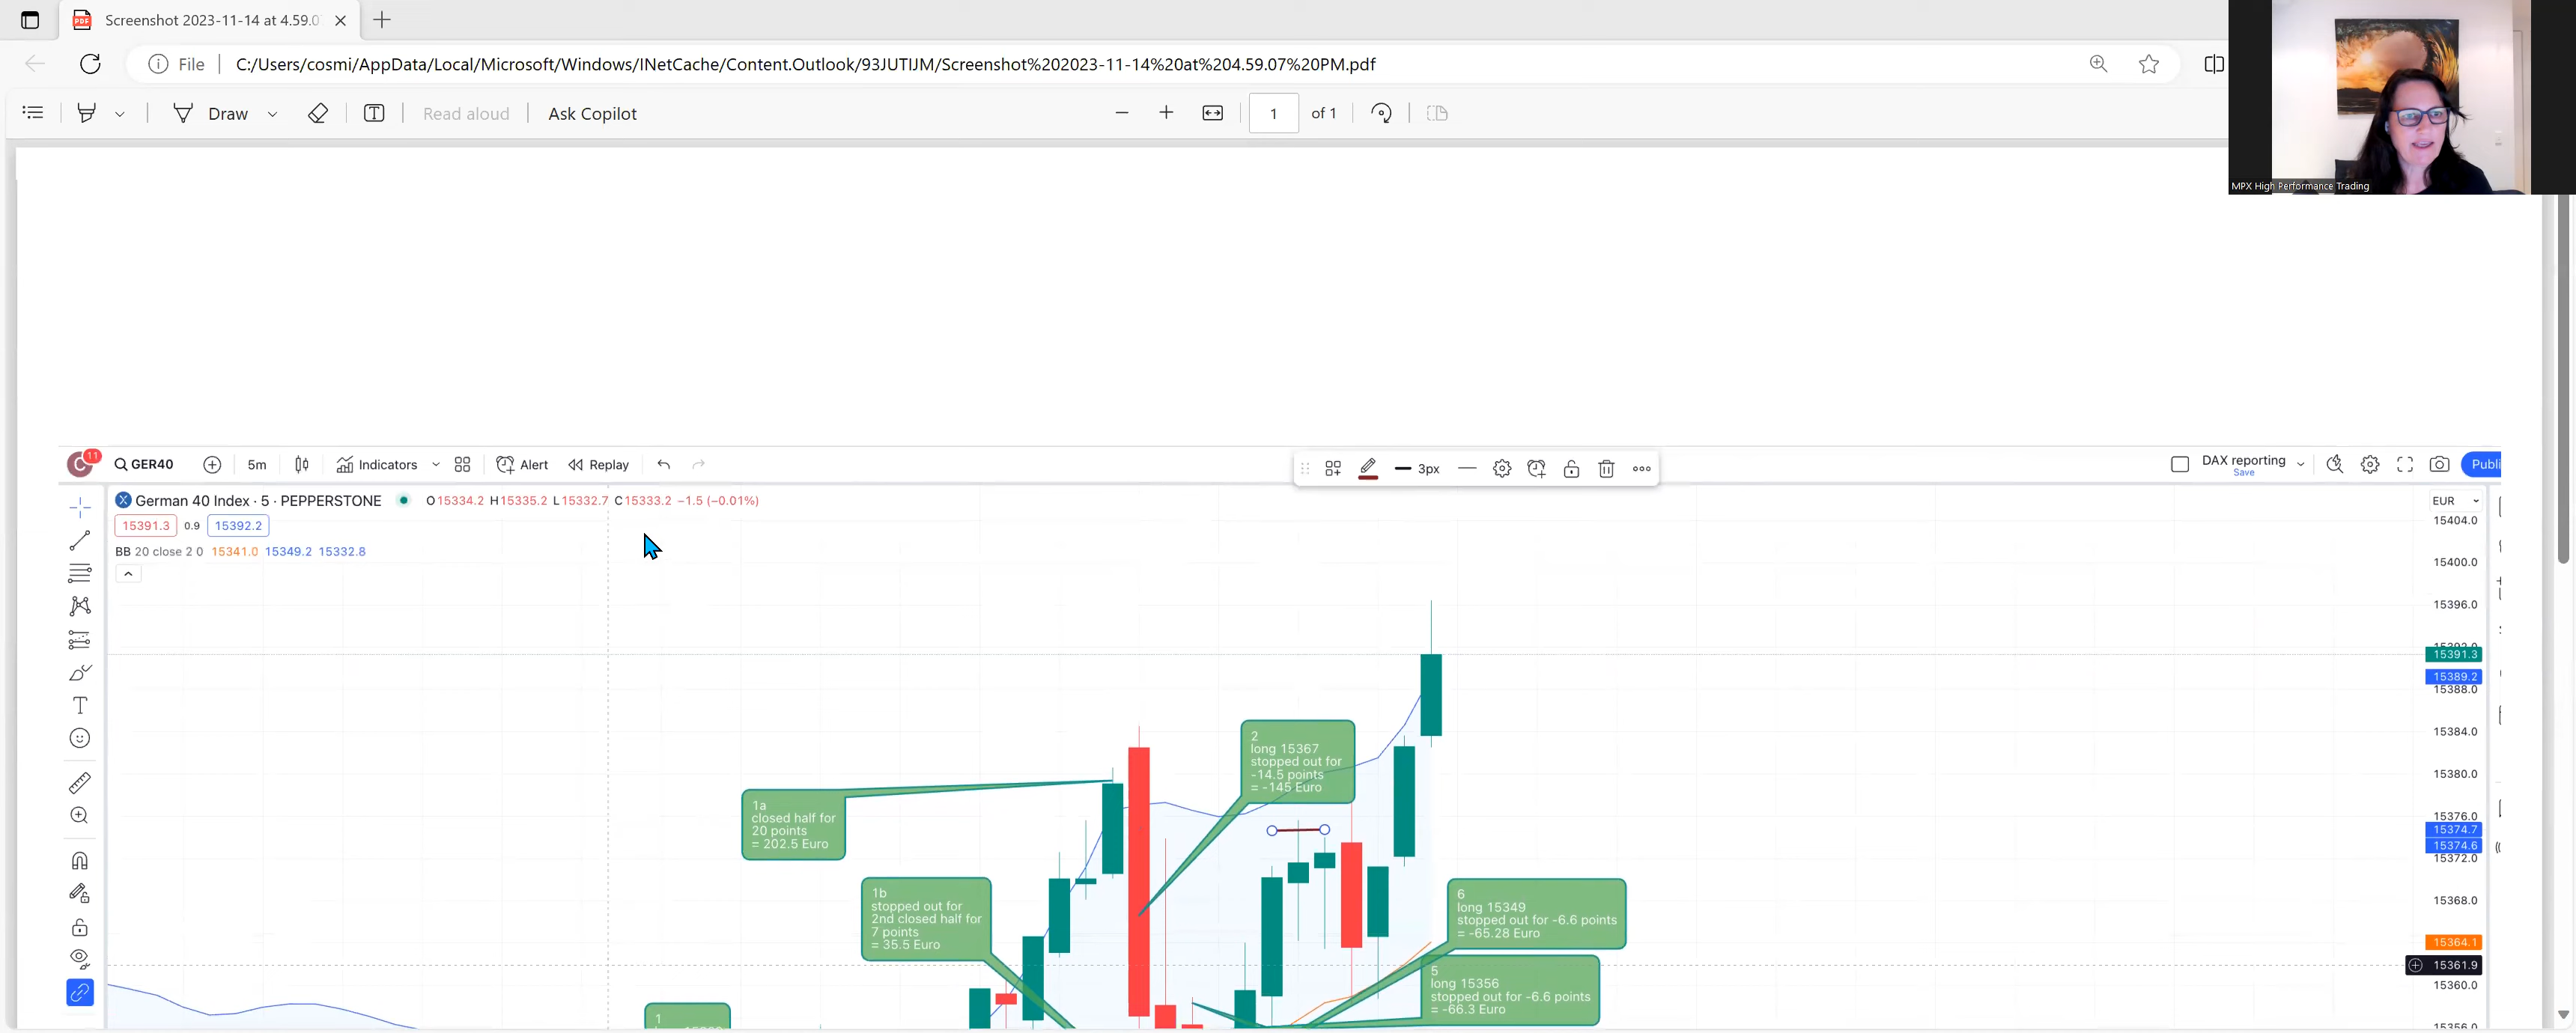 Screenshot 2023-11-14 at 4.59.0
File
C:/Users/cosmi/AppData/Local/Microsoft/Windows/INetCache/Content.Outlook/93JUTIJM/Screenshot%202023-11-14%20at%204.59.07%20PM.pdf
Draw
Read aloud
Ask Copilot
1 of 1
MPX High Performance Trading
C 11
GER40
5m
Indicators
Alert
Replay
3px
DAX reporting
Save
Publi
German 40 Index · 5 · PEPPERSTONE
O15334.2 H15335.2 L15332.7 C15333.2 −1.5 (−0.01%)
15391.3 0.9 15392.2
BB 20 close 2 0 15341.0 15349.2 15332.8
EUR
15404.0
15400.0
15396.0
15391.3
15389.2
15388.0
15384.0
15380.0
15376.0
15374.7
15374.6
15372.0
15368.0
15364.1
15361.9
15360.0
15356.0
1a
closed half for
20 points
= 202.5 Euro
2
long 15367
stopped out for
-14.5 points
= -145 Euro
1b
stopped out for
2nd closed half for
7 points
= 35.5 Euro
6
long 15349
stopped out for -6.6 points
= -65.28 Euro
5
long 15356
stopped out for -6.6 points
= -66.3 Euro
1